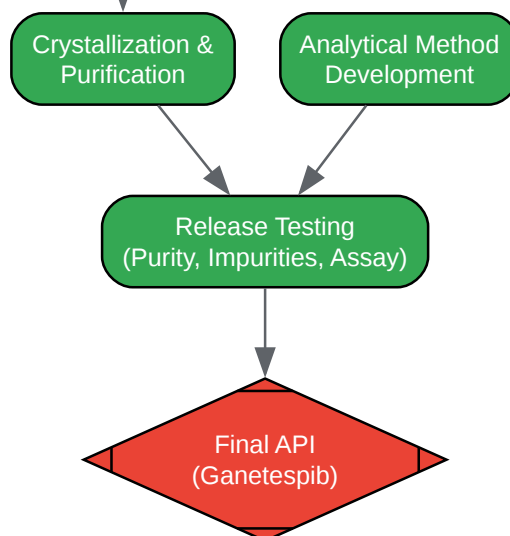 Crystallization &
Purification
Analytical Method
Development
Release Testing
(Purity, Impurities, Assay)
Final API
(Ganetespib)